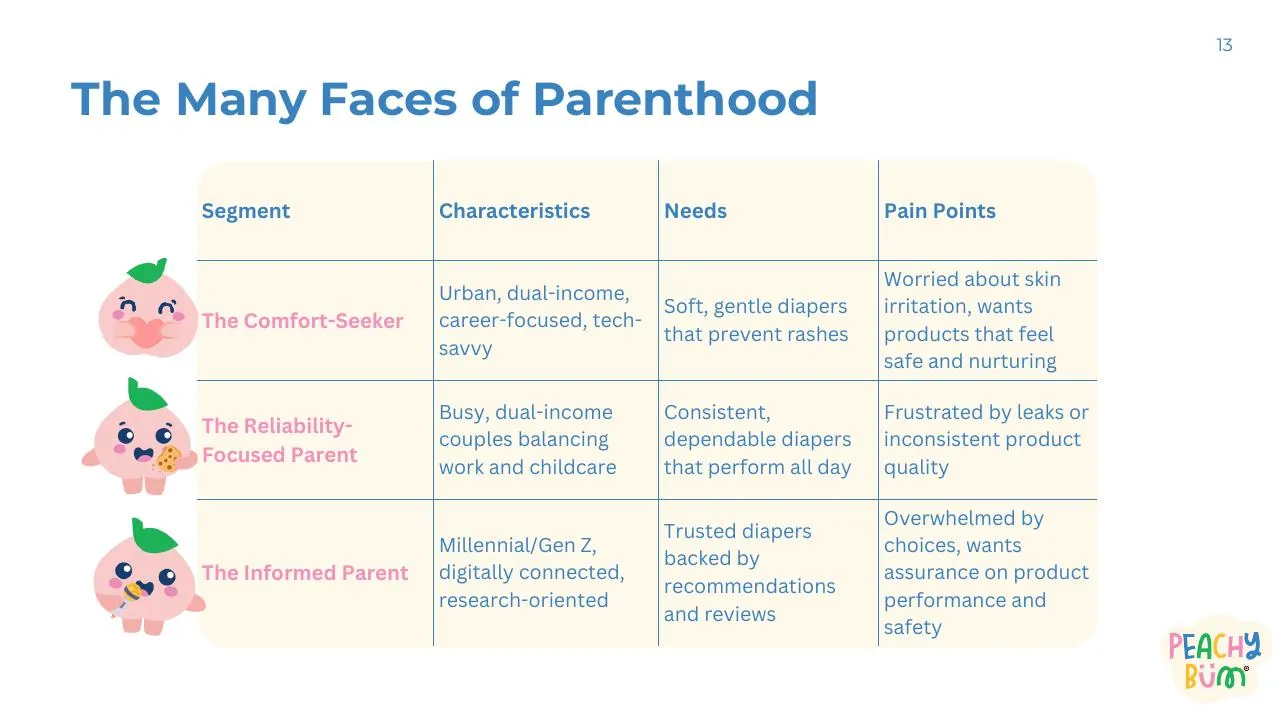 13
The Many Faces of Parenthood
Segment
Characteristics
Needs
Pain Points
The Comfort-Seeker
Urban, dual-income,
career-focused, tech-
savvy
Soft, gentle diapers
that prevent rashes
Worried about skin
irritation, wants
products that feel
safe and nurturing
The Reliability-
Focused Parent
Busy, dual-income
couples balancing
work and childcare
Consistent,
dependable diapers
that perform all day
Frustrated by leaks or
inconsistent product
quality
The Informed Parent
Millennial/Gen Z,
digitally connected,
research-oriented
Trusted diapers
backed by
recommendations
and reviews
Overwhelmed by
choices, wants
assurance on product
performance and
safety
PEACHY
BÜM®